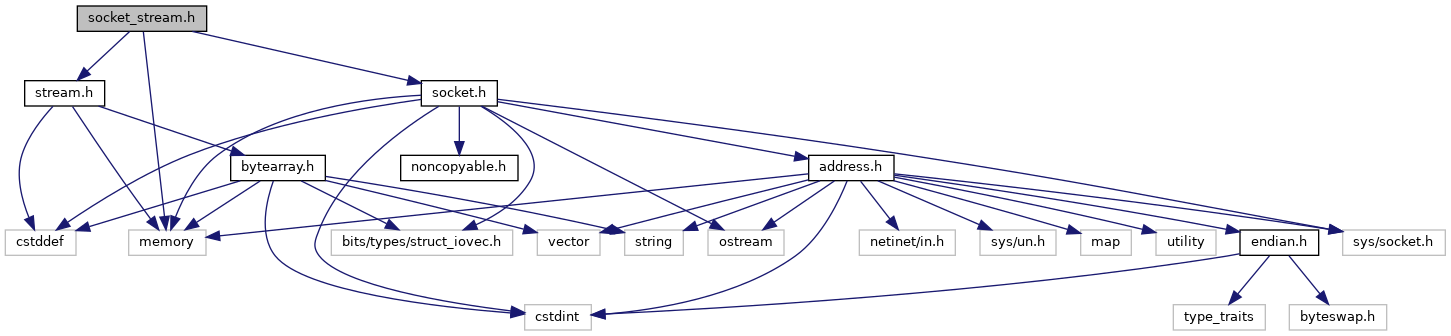 socket_stream.h
stream.h
socket.h
bytearray.h
noncopyable.h
address.h
cstddef
memory
bits/types/struct_iovec.h
vector
string
ostream
netinet/in.h
sys/un.h
map
utility
endian.h
sys/socket.h
cstdint
type_traits
byteswap.h